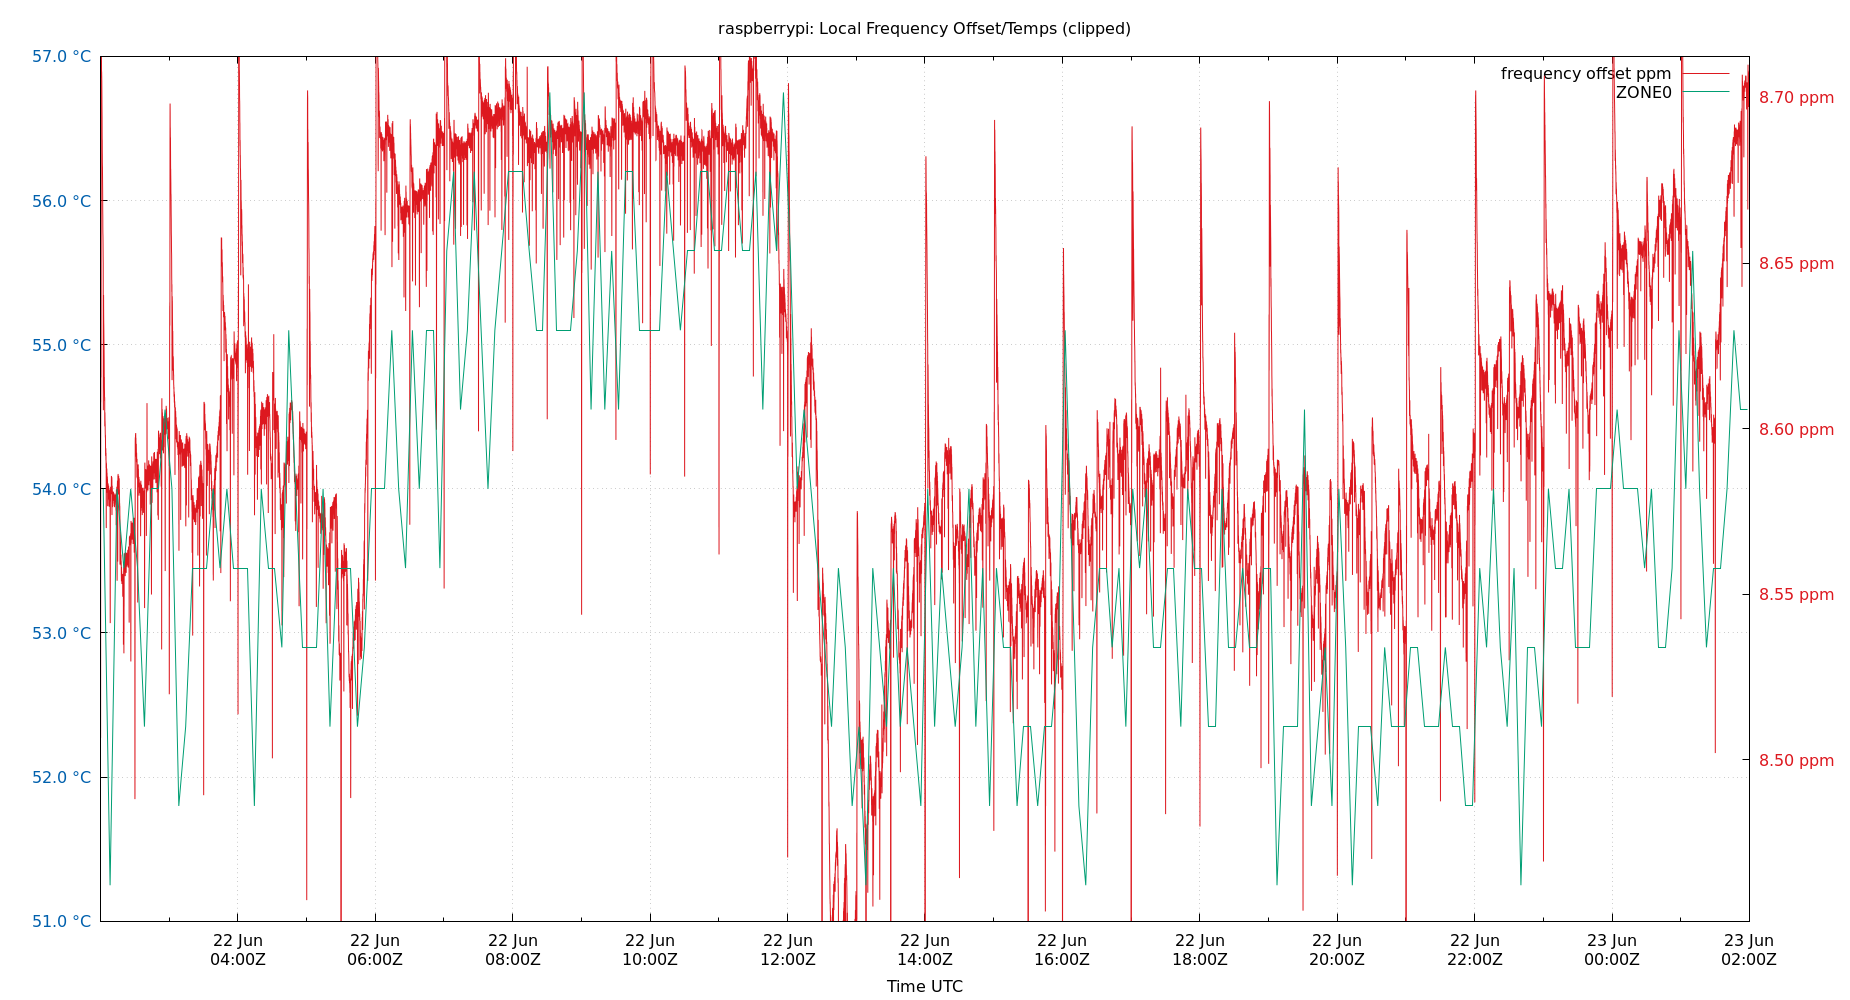 raspberrypi: Local Frequency Offset/Temps (clipped)
57.0 °C
56.0 °C
55.0 °C
54.0 °C
53.0 °C
52.0 °C
51.0 °C
frequency offset ppm
ZONE0
8.70 ppm
8.65 ppm
8.60 ppm
8.55 ppm
8.50 ppm
22 Jun
04:00Z
22 Jun
06:00Z
22 Jun
08:00Z
22 Jun
10:00Z
22 Jun
12:00Z
22 Jun
14:00Z
22 Jun
16:00Z
22 Jun
18:00Z
22 Jun
20:00Z
22 Jun
22:00Z
23 Jun
00:00Z
23 Jun
02:00Z
Time UTC